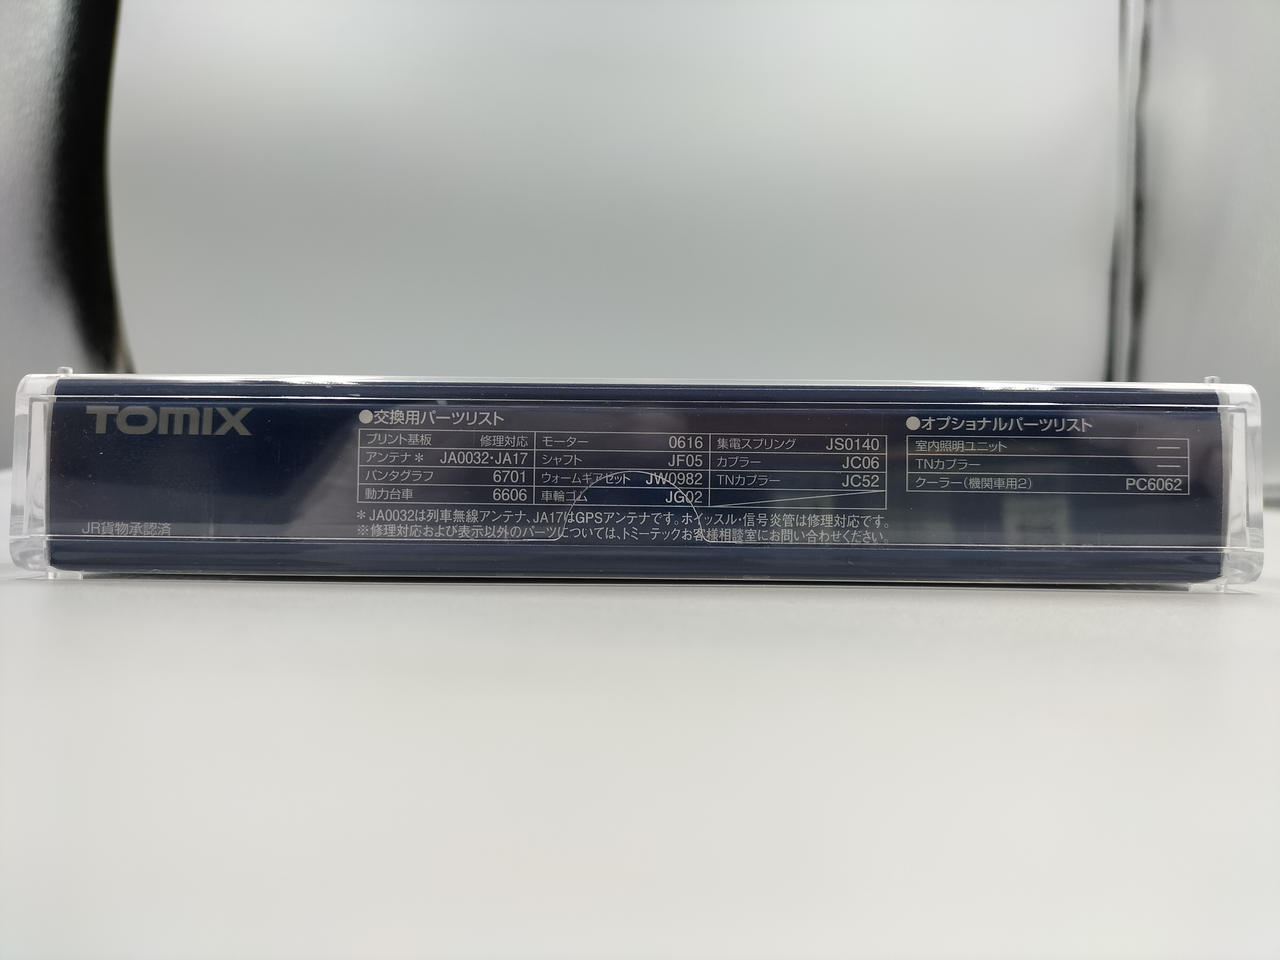 TOMIX
JR貨物承認済
●交換用パーツリスト
プリント基板 修理対応 モーター 0616 集電スプリング JS0140
アンテナ＊ JA0032･JA17 シャフト JF05 カプラー JC06
パンタグラフ 6701 ウォームギアセット JW0982 TNカプラー JC52
動力台車 6606 車輪ゴム JG02
＊JA0032は列車無線アンテナ、JA17はGPSアンテナです。ホイッスル･信号炎管は修理対応です。
※修理対応および表示以外のパーツについては、トミーテックお客様相談室にお問い合わせください。
●オプショナルパーツリスト
室内照明ユニット ―
TNカプラー ―
クーラー(機関車用2) PC6062